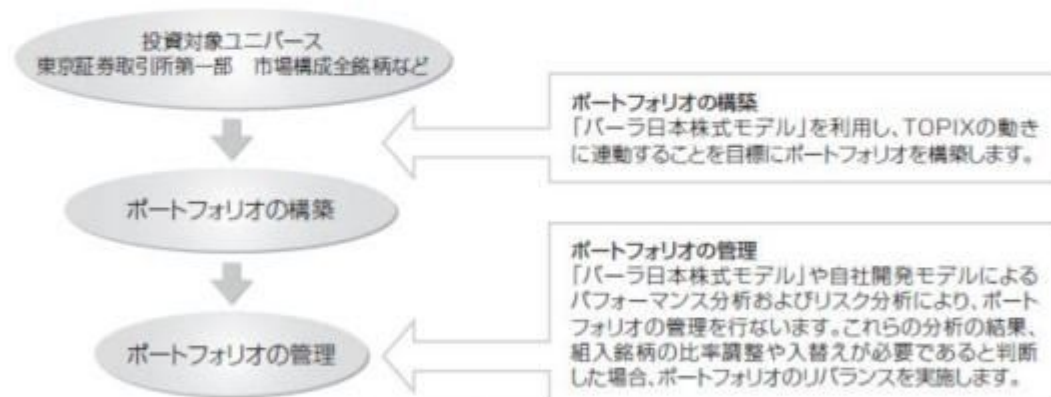 投資対象ユニバース
東京証券取引所第一部　市場構成全銘柄など
ポートフォリオの構築
「バーラ日本株式モデル」を利用し、TOPIXの動き
に連動することを目標にポートフォリオを構築します。
ポートフォリオの構築
ポートフォリオの管理
「バーラ日本株式モデル」や自社開発モデルによる
パフォーマンス分析およびリスク分析により、ポート
フォリオの管理を行ないます。これらの分析の結果、
組入銘柄の比率調整や入替えが必要であると判断
した場合、ポートフォリオのリバランスを実施します。
ポートフォリオの管理